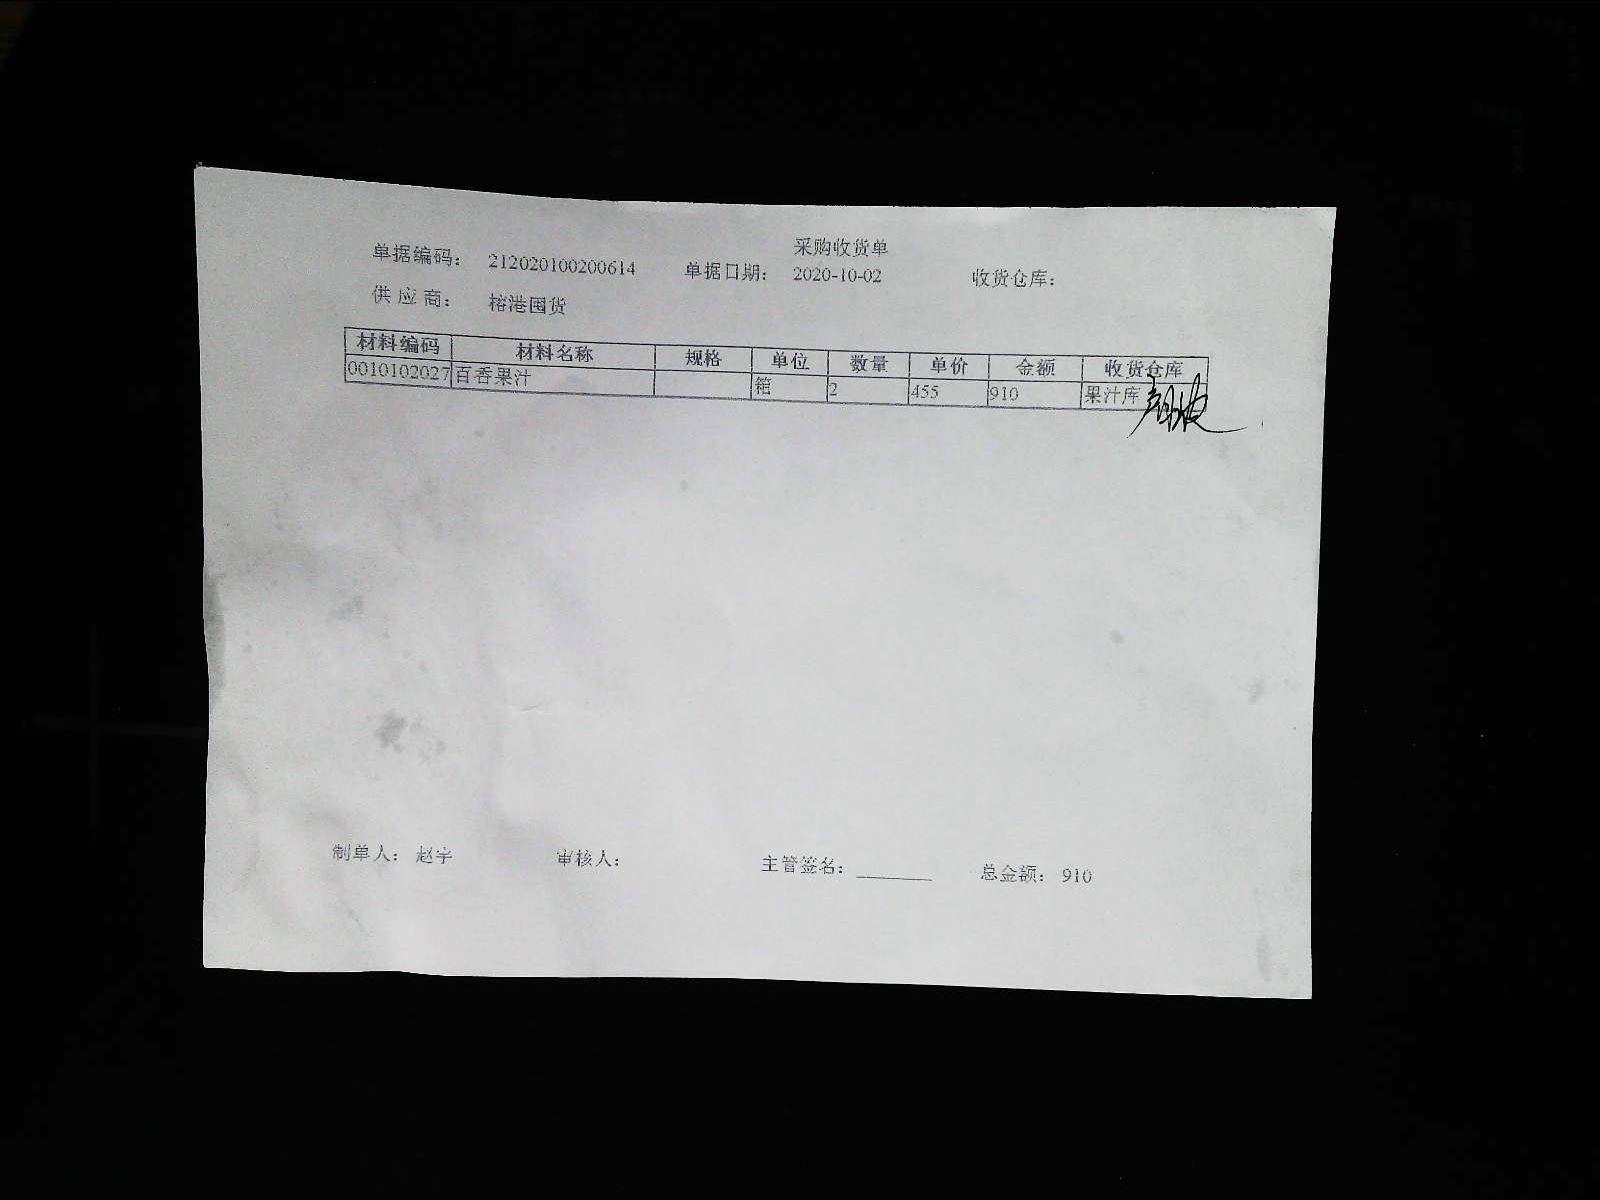 采购收货单
单据编码： 212020100200614 单据日期： 2020-10-02 收货仓库：
供 应 商： 榕港囤货
材料编码 材料名称 规格 单位 数量 单价 金额 收货仓库
0010102027 百香果汁 箱 2 455 910 果汁库
制单人： 赵宇 审核人： 主管签名： 总金额： 910